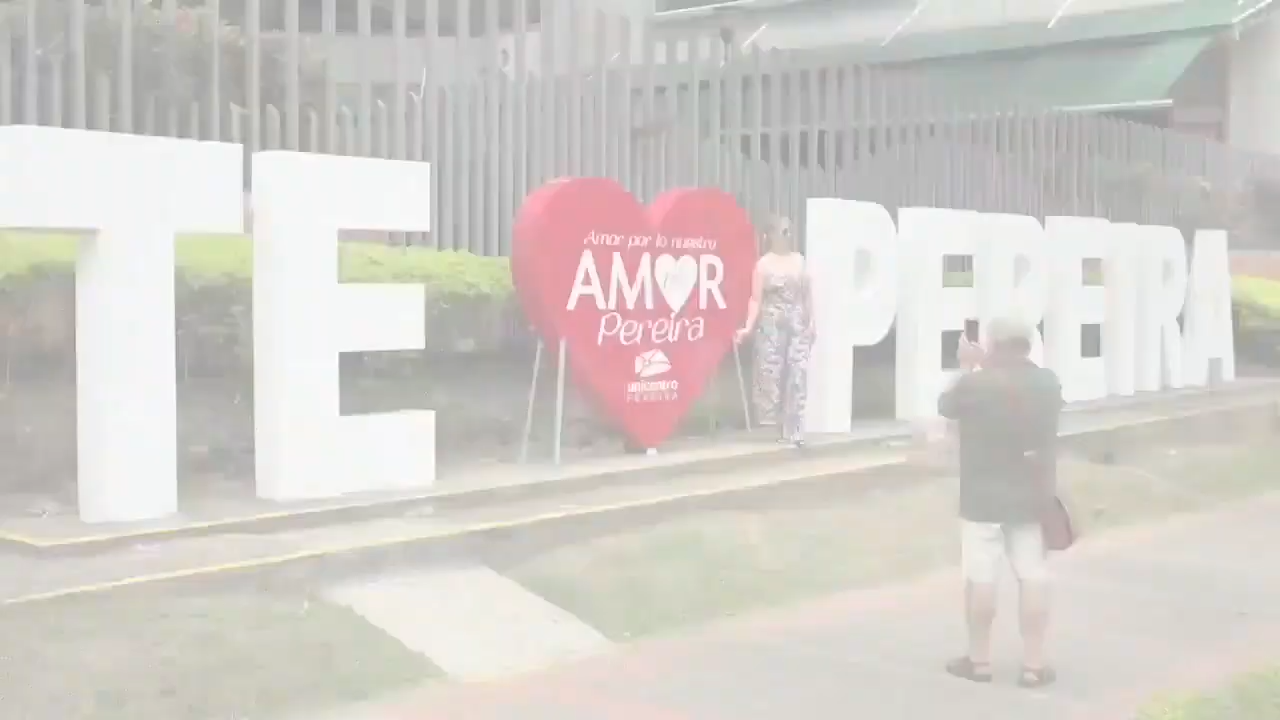 TE
Amor por lo nuestro
AMOR
Pereira
unicentro
PEREIRA
PEREIRA